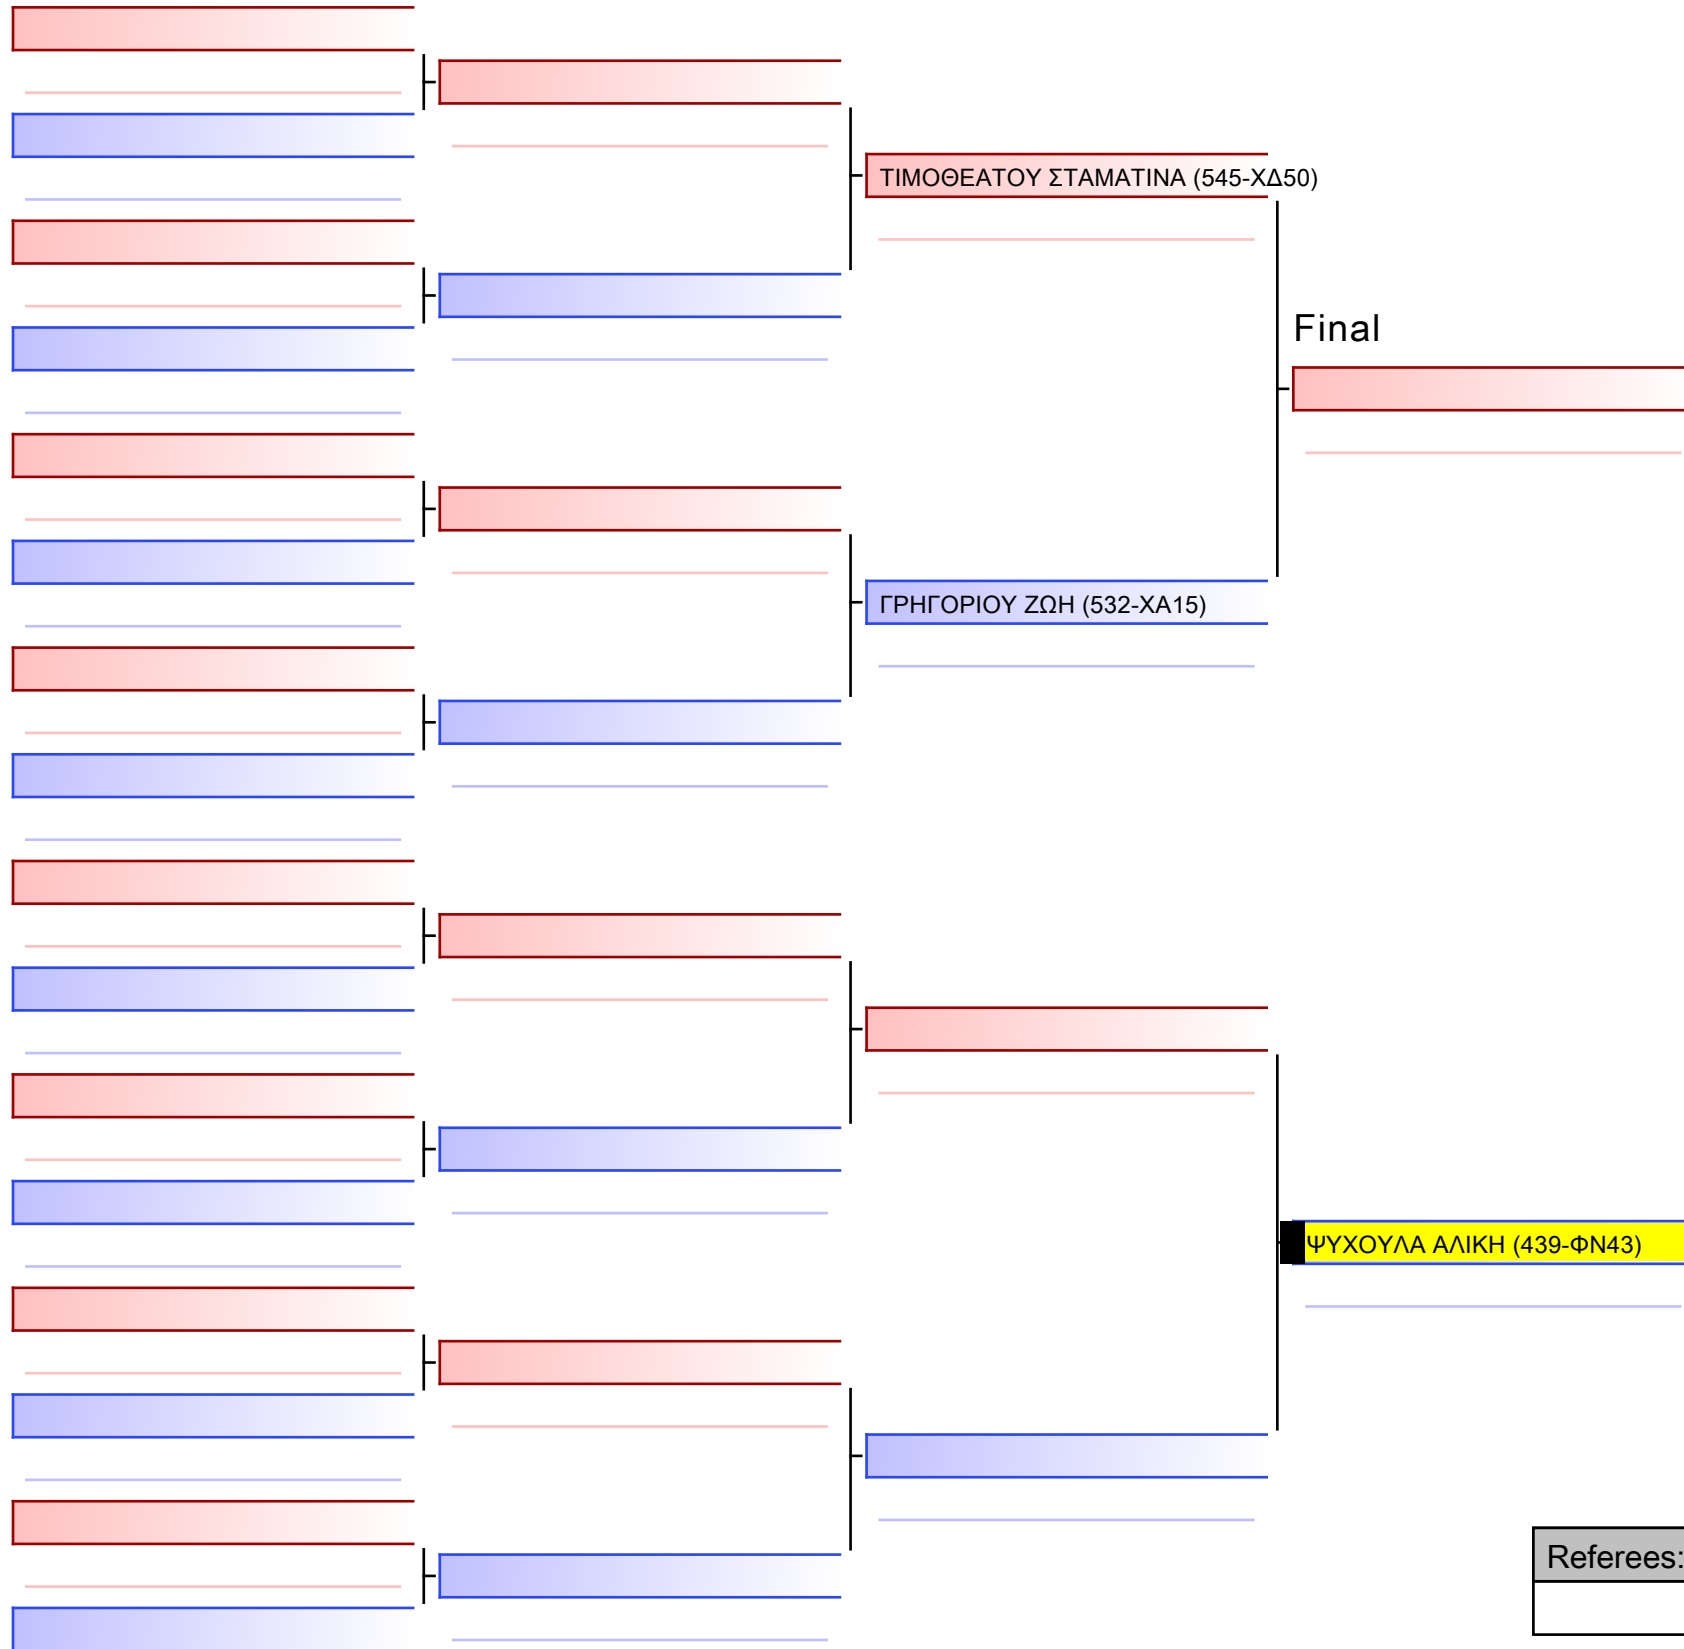 ΤΙΜΟΘΕΑΤΟΥ ΣΤΑΜΑΤΙΝΑ (545-ΧΔ50)
Final
ΓΡΗΓΟΡΙΟΥ ΖΩΗ (532-ΧΑ15)
ΨΥΧΟΥΛΑ ΑΛΙΚΗ (439-ΦΝ43)
Referees: